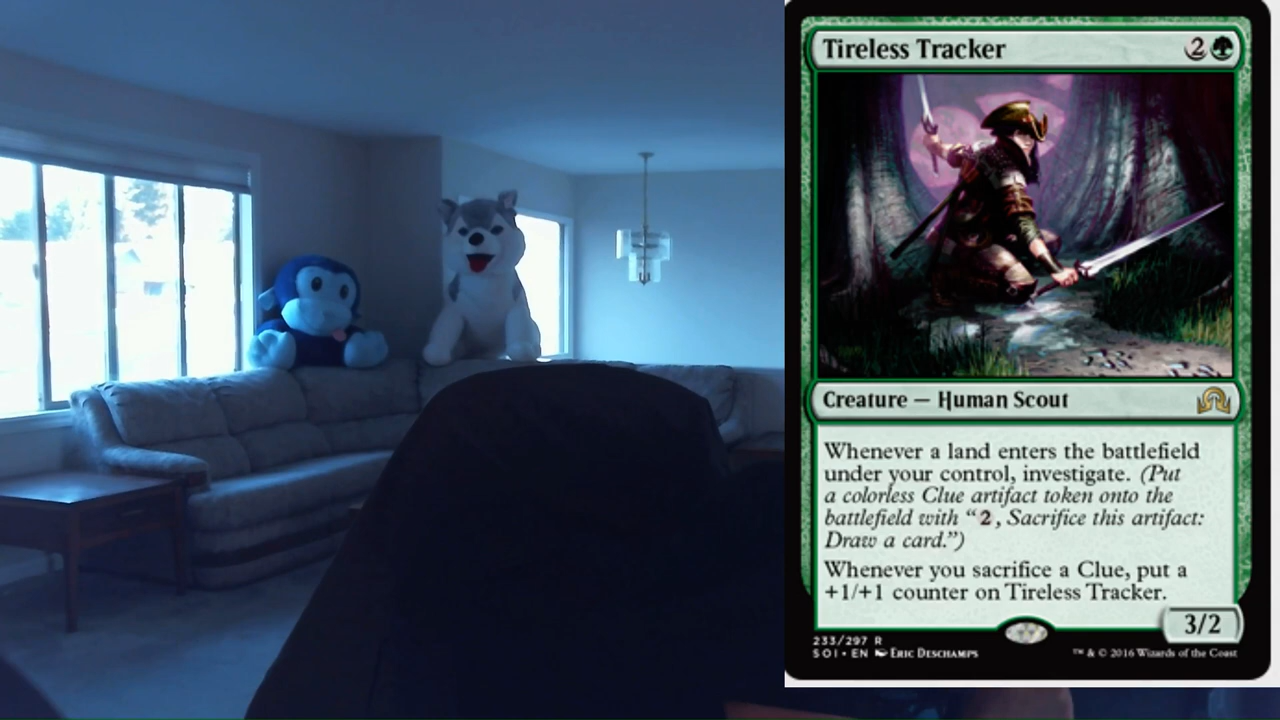 Tireless Tracker 2
Creature — Human Scout
Whenever a land enters the battlefield
under your control, investigate. (Put
a colorless Clue artifact token onto the
battlefield with “2, Sacrifice this artifact:
Draw a card.”)
Whenever you sacrifice a Clue, put a
+1/+1 counter on Tireless Tracker.
3/2
233/297 R
SOI • EN Eric Deschamps
™ & © 2016 Wizards of the Coast